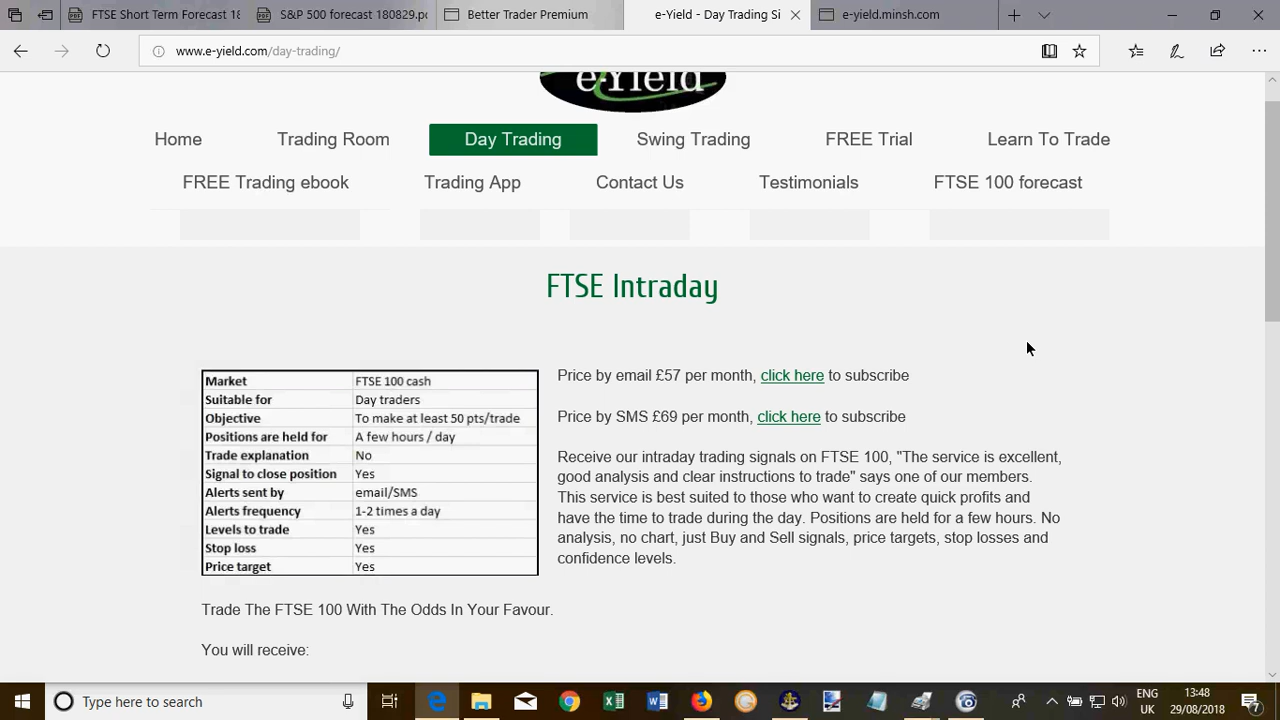 FTSE Short Term Forecast 18
S&P 500 forecast 180829.pc
Better Trader Premium
e-Yield - Day Trading Si
e-yield.minsh.com
www.e-yield.com/day-trading/
e-Yield
Home Trading Room Day Trading Swing Trading FREE Trial Learn To Trade
FREE Trading ebook Trading App Contact Us Testimonials FTSE 100 forecast
FTSE Intraday
Market FTSE 100 cash
Suitable for Day traders
Objective To make at least 50 pts/trade
Positions are held for A few hours / day
Trade explanation No
Signal to close position Yes
Alerts sent by email/SMS
Alerts frequency 1-2 times a day
Levels to trade Yes
Stop loss Yes
Price target Yes
Price by email £57 per month, click here to subscribe
Price by SMS £69 per month, click here to subscribe
Receive our intraday trading signals on FTSE 100, "The service is excellent,
good analysis and clear instructions to trade" says one of our members.
This service is best suited to those who want to create quick profits and
have the time to trade during the day. Positions are held for a few hours. No
analysis, no chart, just Buy and Sell signals, price targets, stop losses and
confidence levels.
Trade The FTSE 100 With The Odds In Your Favour.
You will receive:
Type here to search
ENG
UK
13:48
29/08/2018
7